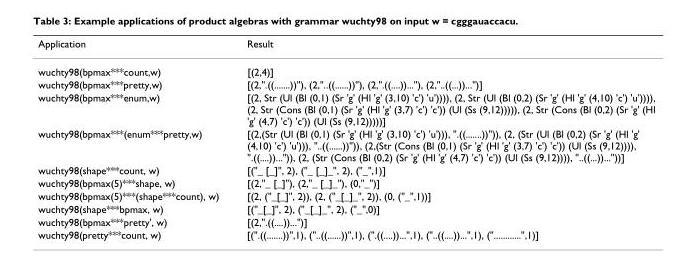 Table 3: Example applications of product algebras with grammar wuchty98 on input w = cgggauaccacu.
Application Result
wuchty98(bpmax***count,w) [(2,4)]
wuchty98(bpmax***pretty,w) [(2,".((.......))"), (2,"..((......))"), (2,".((....))..."), (2,"..((...))...")]
wuchty98(bpmax***enum,w) [(2, Str (Ul (Bl (0,1) (Sr 'g' (Hl 'g' (3,10) 'c') 'u')))), (2, Str (Ul (Bl (0,2) (Sr 'g' (Hl 'g' (4,10) 'c') 'u')))),
(2, Str (Cons (Bl (0,1) (Sr 'g' (Hl 'g' (3,7) 'c') 'c')) (Ul (Ss (9,12))))), (2, Str (Cons (Bl (0,2) (Sr 'g' (Hl
'g' (4,7) 'c') 'c')) (Ul (Ss (9,12)))))]
wuchty98(bpmax***(enum***pretty,w) [(2,(Str (Ul (Bl (0,1) (Sr 'g' (Hl 'g' (3,10) 'c') 'u'))), ".((.......))")), (2, (Str (Ul (Bl (0,2) (Sr 'g' (Hl 'g'
(4,10) 'c') 'u'))), "..((......))")), (2,(Str (Cons (Bl (0,1) (Sr 'g' (Hl 'g' (3,7) 'c') 'c')) (Ul (Ss (9,12)))),
".((....))...")), (2, (Str (Cons (Bl (0,2) (Sr 'g' (Hl 'g' (4,7) 'c') 'c')) (Ul (Ss (9,12)))), "..((...))..."))]
wuchty98(shape***count, w) [("_[_]", 2), ("_[_]_", 2), ("_",1)]
wuchty98(bpmax(5)***shape, w) [(2,"_[_]"), (2,"_[_]_"), (0,"_")]
wuchty98(bpmax(5)***(shape***count), w) [(2, ("_[_]", 2)), (2, ("_[_]_", 2)), (0, ("_",1))]
wuchty98(shape***bpmax, w) [("_[_]", 2), ("_[_]_", 2), ("_",0)]
wuchty98(bpmax***pretty', w) [(2,".((....))...")]
wuchty98(pretty***count, w) [(".((.......))",1), ("..((......))",1), (".((....))...",1), ("..((...))...",1), ("............",1)]